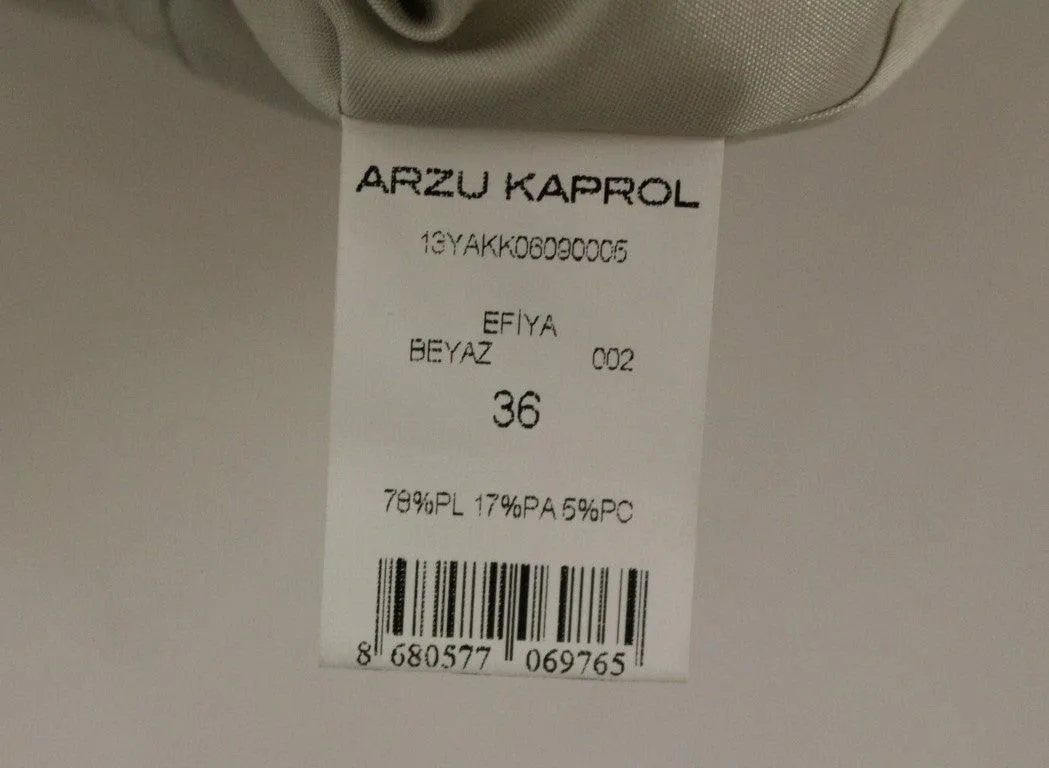 ARZU KAPROL
13YAKK06090005
EFİYA
BEYAZ 002
36
78%PL 17%PA 5%PC
8 680577 069765